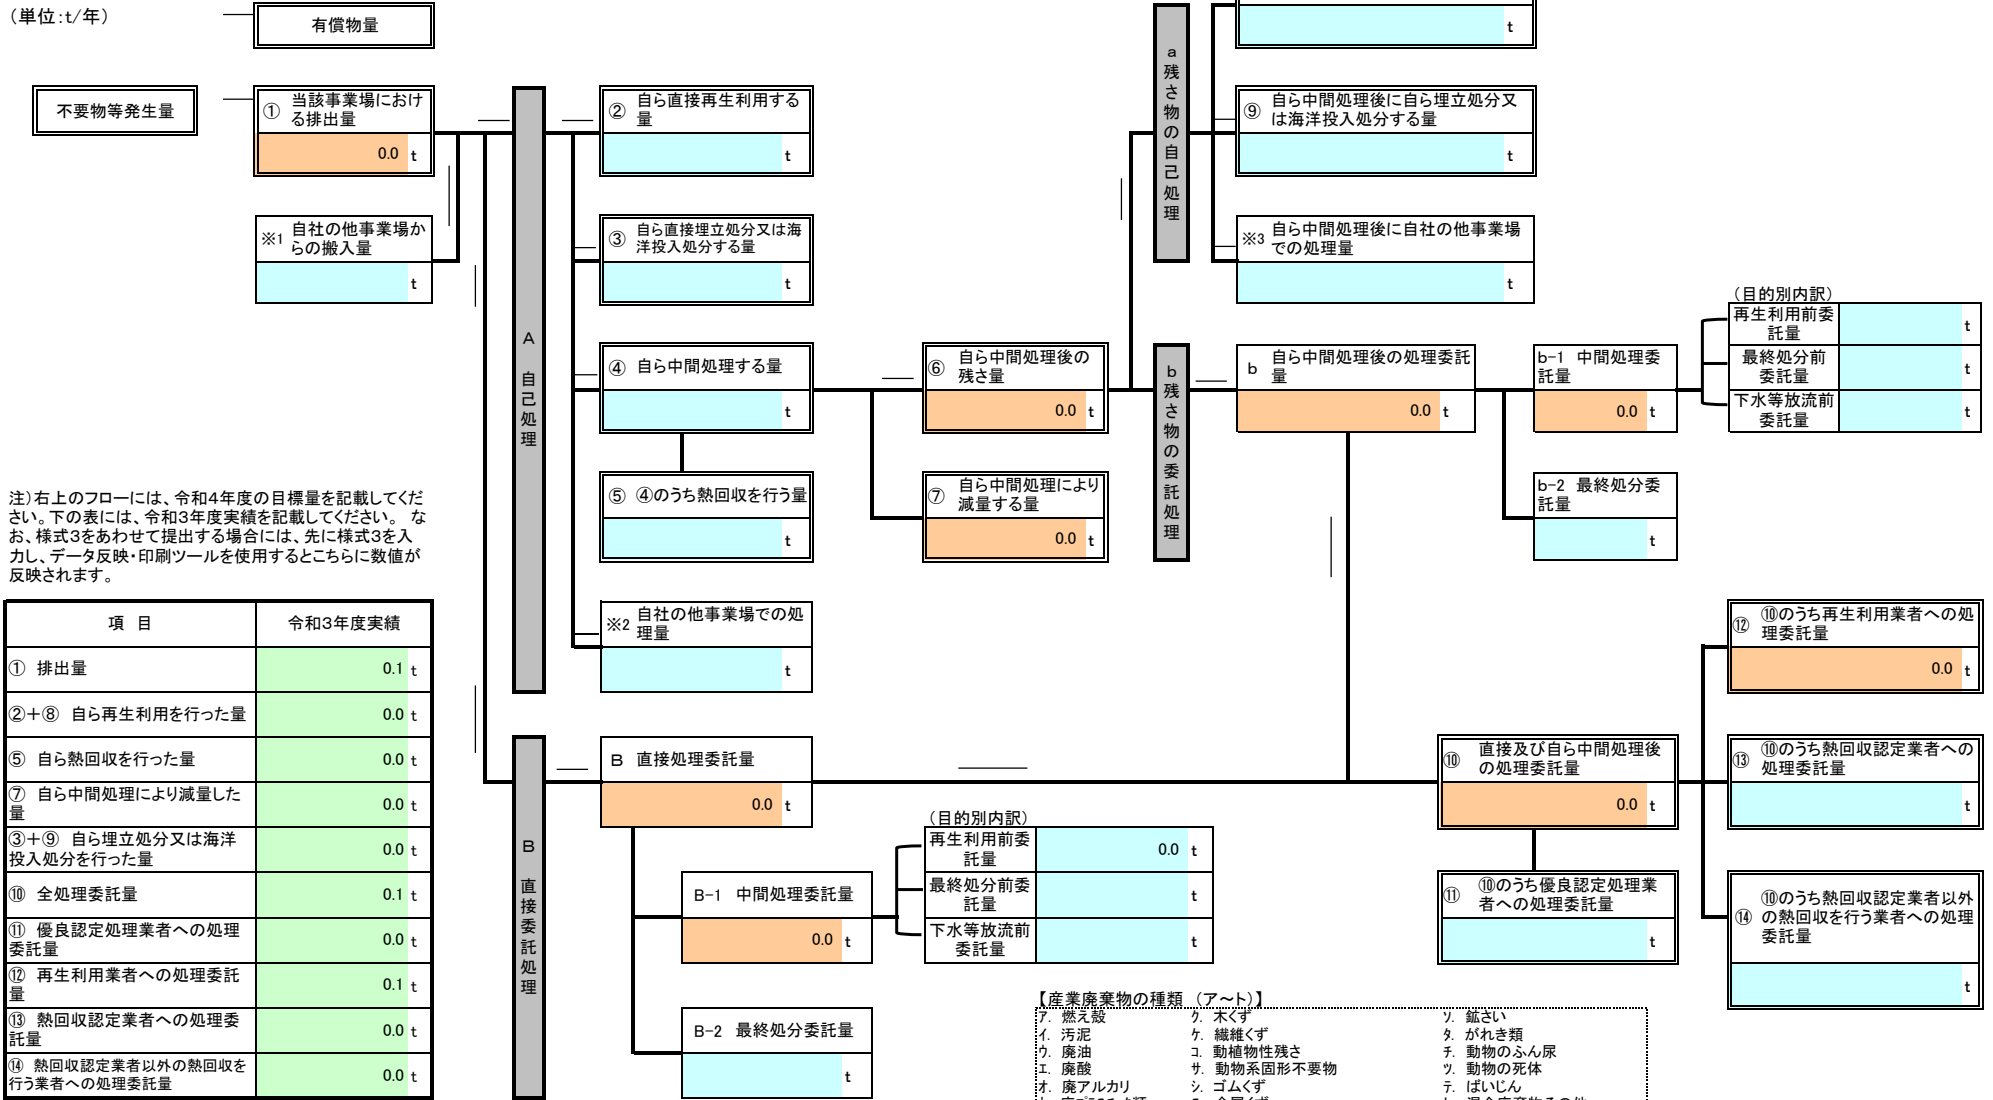 （単位:t/年）
有償物量
不要物等発生量
① 当該事業場におけ
る排出量
0.0 t
※1 自社の他事業場か
らの搬入量
t
A 自己処理
② 自ら直接再生利用する
量
t
③ 自ら直接埋立処分又は海
洋投入処分する量
t
④ 自ら中間処理する量
t
⑤ ④のうち熱回収を行う量
t
※2 自社の他事業場での処
理量
t
⑥ 自ら中間処理後の
残さ量
0.0 t
⑦ 自ら中間処理により
減量する量
0.0 t
a 残さ物の自己処理
t
⑨ 自ら中間処理後に自ら埋立処分又
は海洋投入処分する量
t
※3 自ら中間処理後に自社の他事業場
での処理量
t
b 残さ物の委託処理
b 自ら中間処理後の処理委託
量
0.0 t
b-1 中間処理委
託量
0.0 t
b-2 最終処分委
託量
t
（目的別内訳）
再生利用前委
託量
t
最終処分前
委託量
t
下水等放流前
委託量
t
注）右上のフローには、令和4年度の目標量を記載してくだ
さい。下の表には、令和3年度実績を記載してください。 な
お、様式3をあわせて提出する場合には、先に様式3を入
力し、データ反映・印刷ツールを使用するとこちらに数値が
反映されます。
項 目 令和3年度実績
① 排出量 0.1 t
②＋⑧ 自ら再生利用を行った量 0.0 t
⑤ 自ら熱回収を行った量 0.0 t
⑦ 自ら中間処理により減量した
量 0.0 t
③＋⑨ 自ら埋立処分又は海洋
投入処分を行った量 0.0 t
⑩ 全処理委託量 0.1 t
⑪ 優良認定処理業者への処理
委託量 0.0 t
⑫ 再生利用業者への処理委託
量 0.1 t
⑬ 熱回収認定業者への処理委
託量 0.0 t
⑭ 熱回収認定業者以外の熱回収を
行う業者への処理委託量 0.0 t
B 直接委託処理
B 直接処理委託量
0.0 t
B-1 中間処理委託量
0.0 t
B-2 最終処分委託量
t
（目的別内訳）
再生利用前委
託量
0.0 t
最終処分前委
託量
t
下水等放流前
委託量
t
⑩ 直接及び自ら中間処理後
の処理委託量
0.0 t
⑪ ⑩のうち優良認定処理業
者への処理委託量
t
⑫ ⑩のうち再生利用業者への処
理委託量
0.0 t
⑬ ⑩のうち熱回収認定業者への
処理委託量
t
⑭ ⑩のうち熱回収認定業者以外
の熱回収を行う業者への処理
委託量
t
【産業廃棄物の種類 （ア～ト）】
ア. 燃え殻 ク. 木くず ソ. 鉱さい
イ. 汚泥 ケ. 繊維くず タ. がれき類
ウ. 廃油 コ. 動植物性残さ チ. 動物のふん尿
エ. 廃酸 サ. 動物系固形不要物 ツ. 動物の死体
オ. 廃アルカリ シ. ゴムくず テ. ばいじん